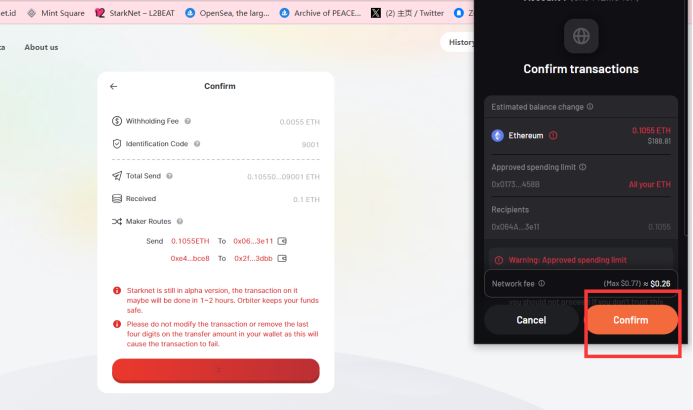 et.id Mint Square StarkNet – L2BEAT OpenSea, the larg... Archive of PEACE... (2) 主页 / Twitter
About us
History
Confirm
Withholding Fee 0.0055 ETH
Identification Code 9001
Total Send 0.10550...09001 ETH
Received 0.1 ETH
Maker Routes
Send 0.1055ETH To 0x06...3e11
0xe4...bce8 To 0x2f...3dbb
Starknet is still in alpha version, the transaction on it
maybe will be done in 1~2 hours. Orbiter keeps your funds
safe.
Please do not modify the transaction or remove the last
four digits on the transfer amount in your wallet as this will
cause the transaction to fail.
Confirm transactions
Estimated balance change
Ethereum 0.1055 ETH
$188.81
Approved spending limit
0x0173...458B All your ETH
Recipients
0x064A...3e11 0.1055
Warning: Approved spending limit
Network fee (Max $0.77) ≈ $0.26
you should not proceed if you don't trust this
Cancel Confirm